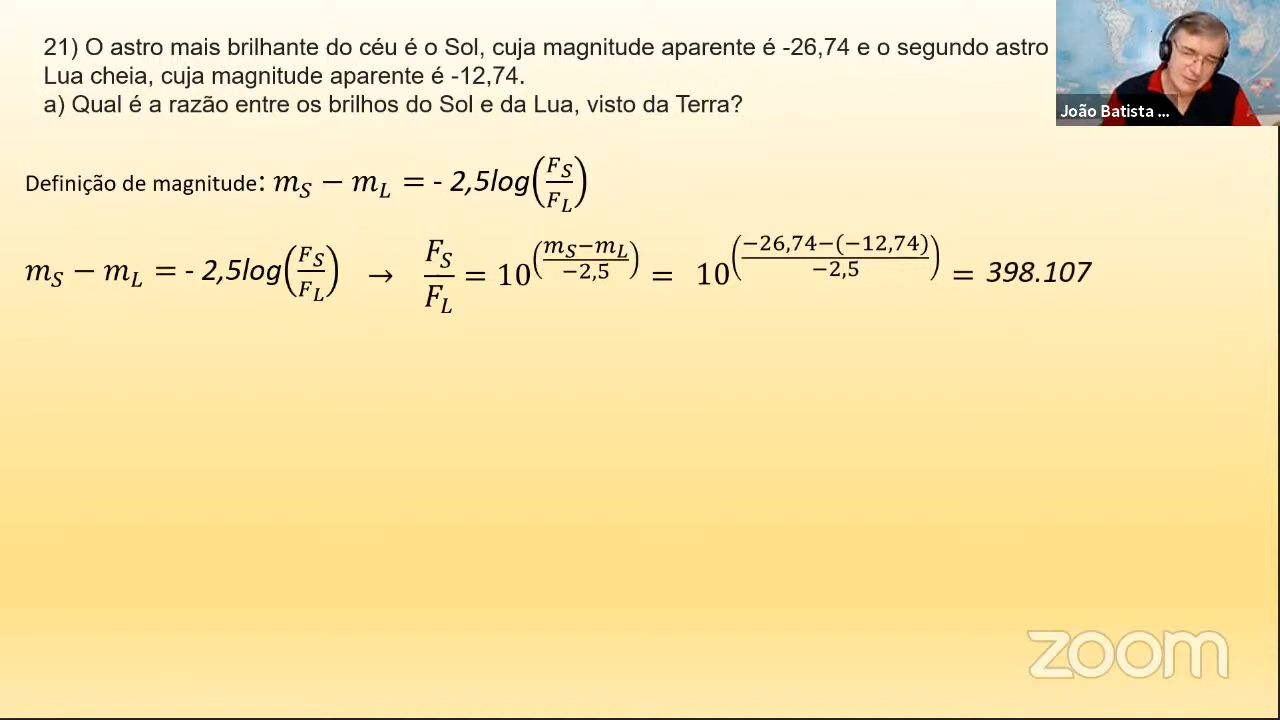 21) O astro mais brilhante do céu é o Sol, cuja magnitude aparente é -26,74 e o segundo astro
Lua cheia, cuja magnitude aparente é -12,74.
a) Qual é a razão entre os brilhos do Sol e da Lua, visto da Terra?
João Batista ...
Definição de magnitude: m_S − m_L = - 2,5log(F_S/F_L)
m_S − m_L = - 2,5log(F_S/F_L) → F_S/F_L = 10^((m_S−m_L)/−2,5) = 10^((−26,74−(−12,74))/−2,5) = 398.107
zoom